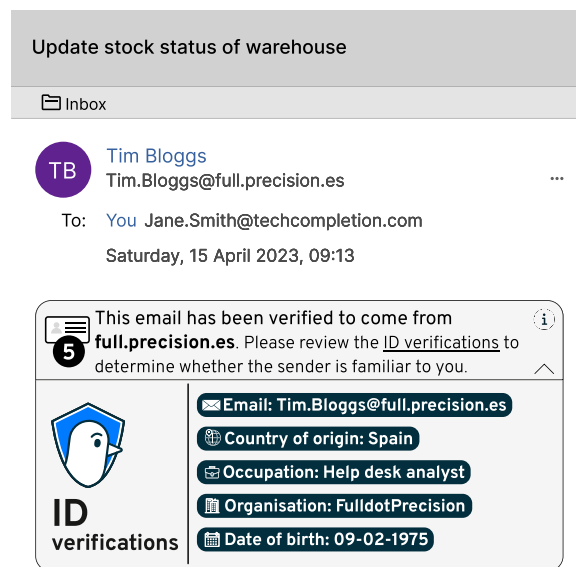 Update stock status of warehouse
Inbox
TB
Tim Bloggs
Tim.Bloggs@full.precision.es
...
To: You Jane.Smith@techcompletion.com
Saturday, 15 April 2023, 09:13
This email has been verified to come from
full.precision.es. Please review the ID verifications to
determine whether the sender is familiar to you.
5
i
Email: Tim.Bloggs@full.precision.es
Country of origin: Spain
Occupation: Help desk analyst
Organisation: FulldotPrecision
Date of birth: 09-02-1975
ID
verifications